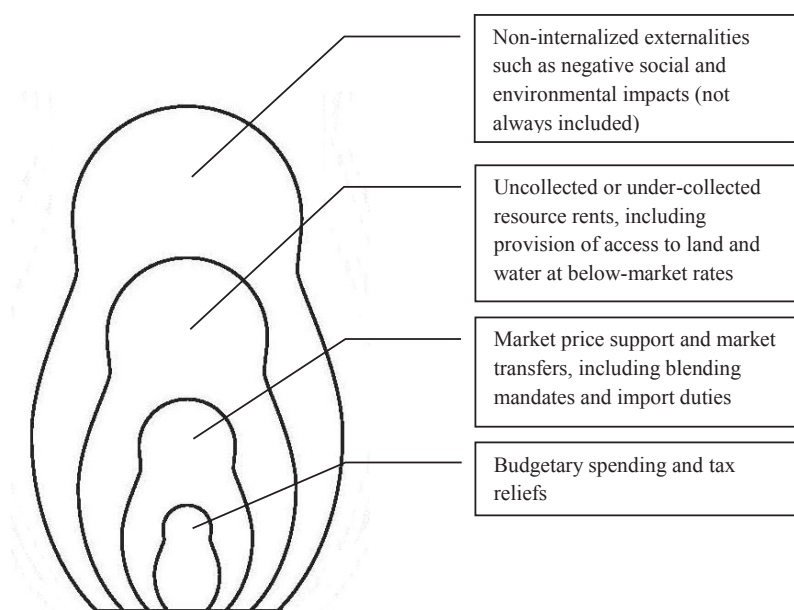 Non-internalized externalities
such as negative social and
environmental impacts (not
always included)
Uncollected or under-collected
resource rents, including
provision of access to land and
water at below-market rates
Market price support and market
transfers, including blending
mandates and import duties
Budgetary spending and tax
reliefs